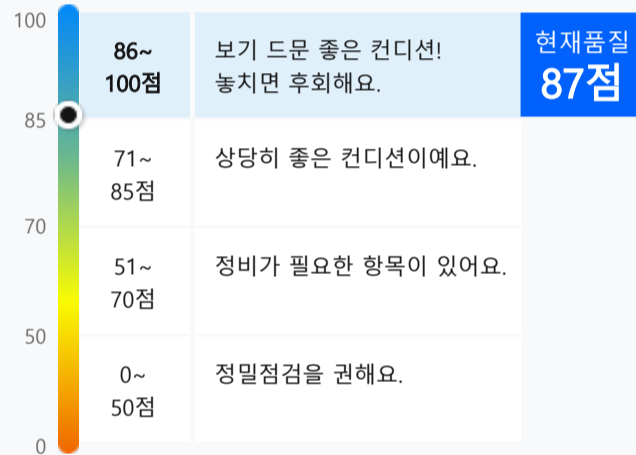 100
86~
100점
보기 드문 좋은 컨디션!
놓치면 후회해요.
현재품질
87점
85
71~
85점
상당히 좋은 컨디션이예요.
70
51~
70점
정비가 필요한 항목이 있어요.
50
0~
50점
정밀점검을 권해요.
0